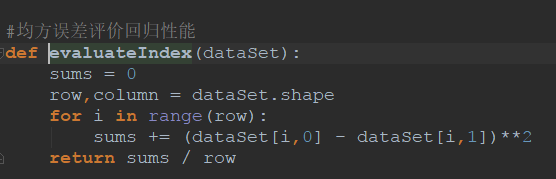 #均方误差评价回归性能
def evaluateIndex(dataSet):
    sums = 0
    row,column = dataSet.shape
    for i in range(row):
        sums += (dataSet[i,0] - dataSet[i,1])**2
    return sums / row